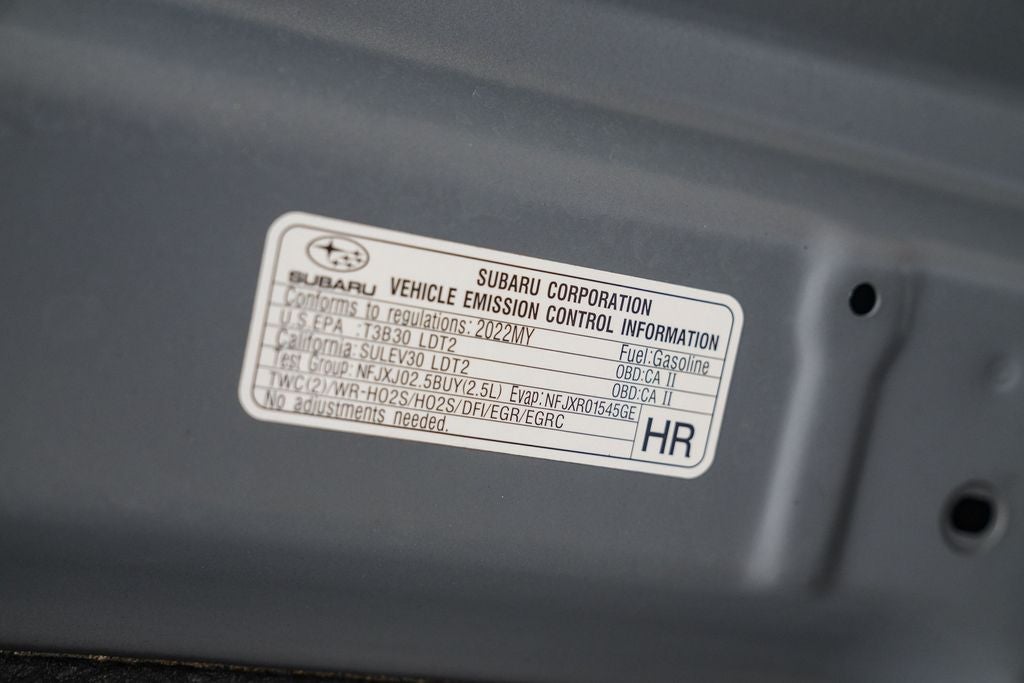 SUBARU
SUBARU CORPORATION
VEHICLE EMISSION CONTROL INFORMATION
Conforms to regulations: 2022MY Fuel:Gasoline
U.S.EPA :T3B30 LDT2 OBD:CA II
California:SULEV30 LDT2 OBD:CA II
Test Group:NFJXJ02.5BUY(2.5L) Evap:NFJXR01545GE
TWC(2)/WR-HO2S/HO2S/DFI/EGR/EGRC
No adjustments needed.
HR